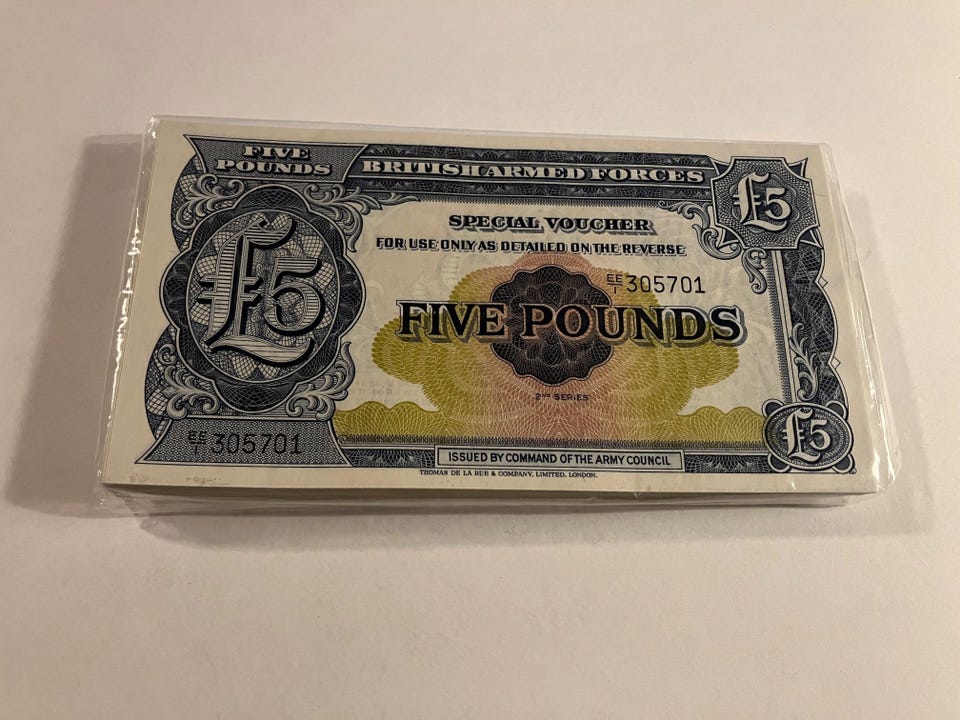 FIVE
POUNDS
BRITISH ARMED FORCES
£5
SPECIAL VOUCHER
FOR USE ONLY AS DETAILED ON THE REVERSE
£5
EE/1 305701
FIVE POUNDS
2ND SERIES
£5
EE/1 305701
ISSUED BY COMMAND OF THE ARMY COUNCIL
THOMAS DE LA RUE & COMPANY, LIMITED, LONDON.